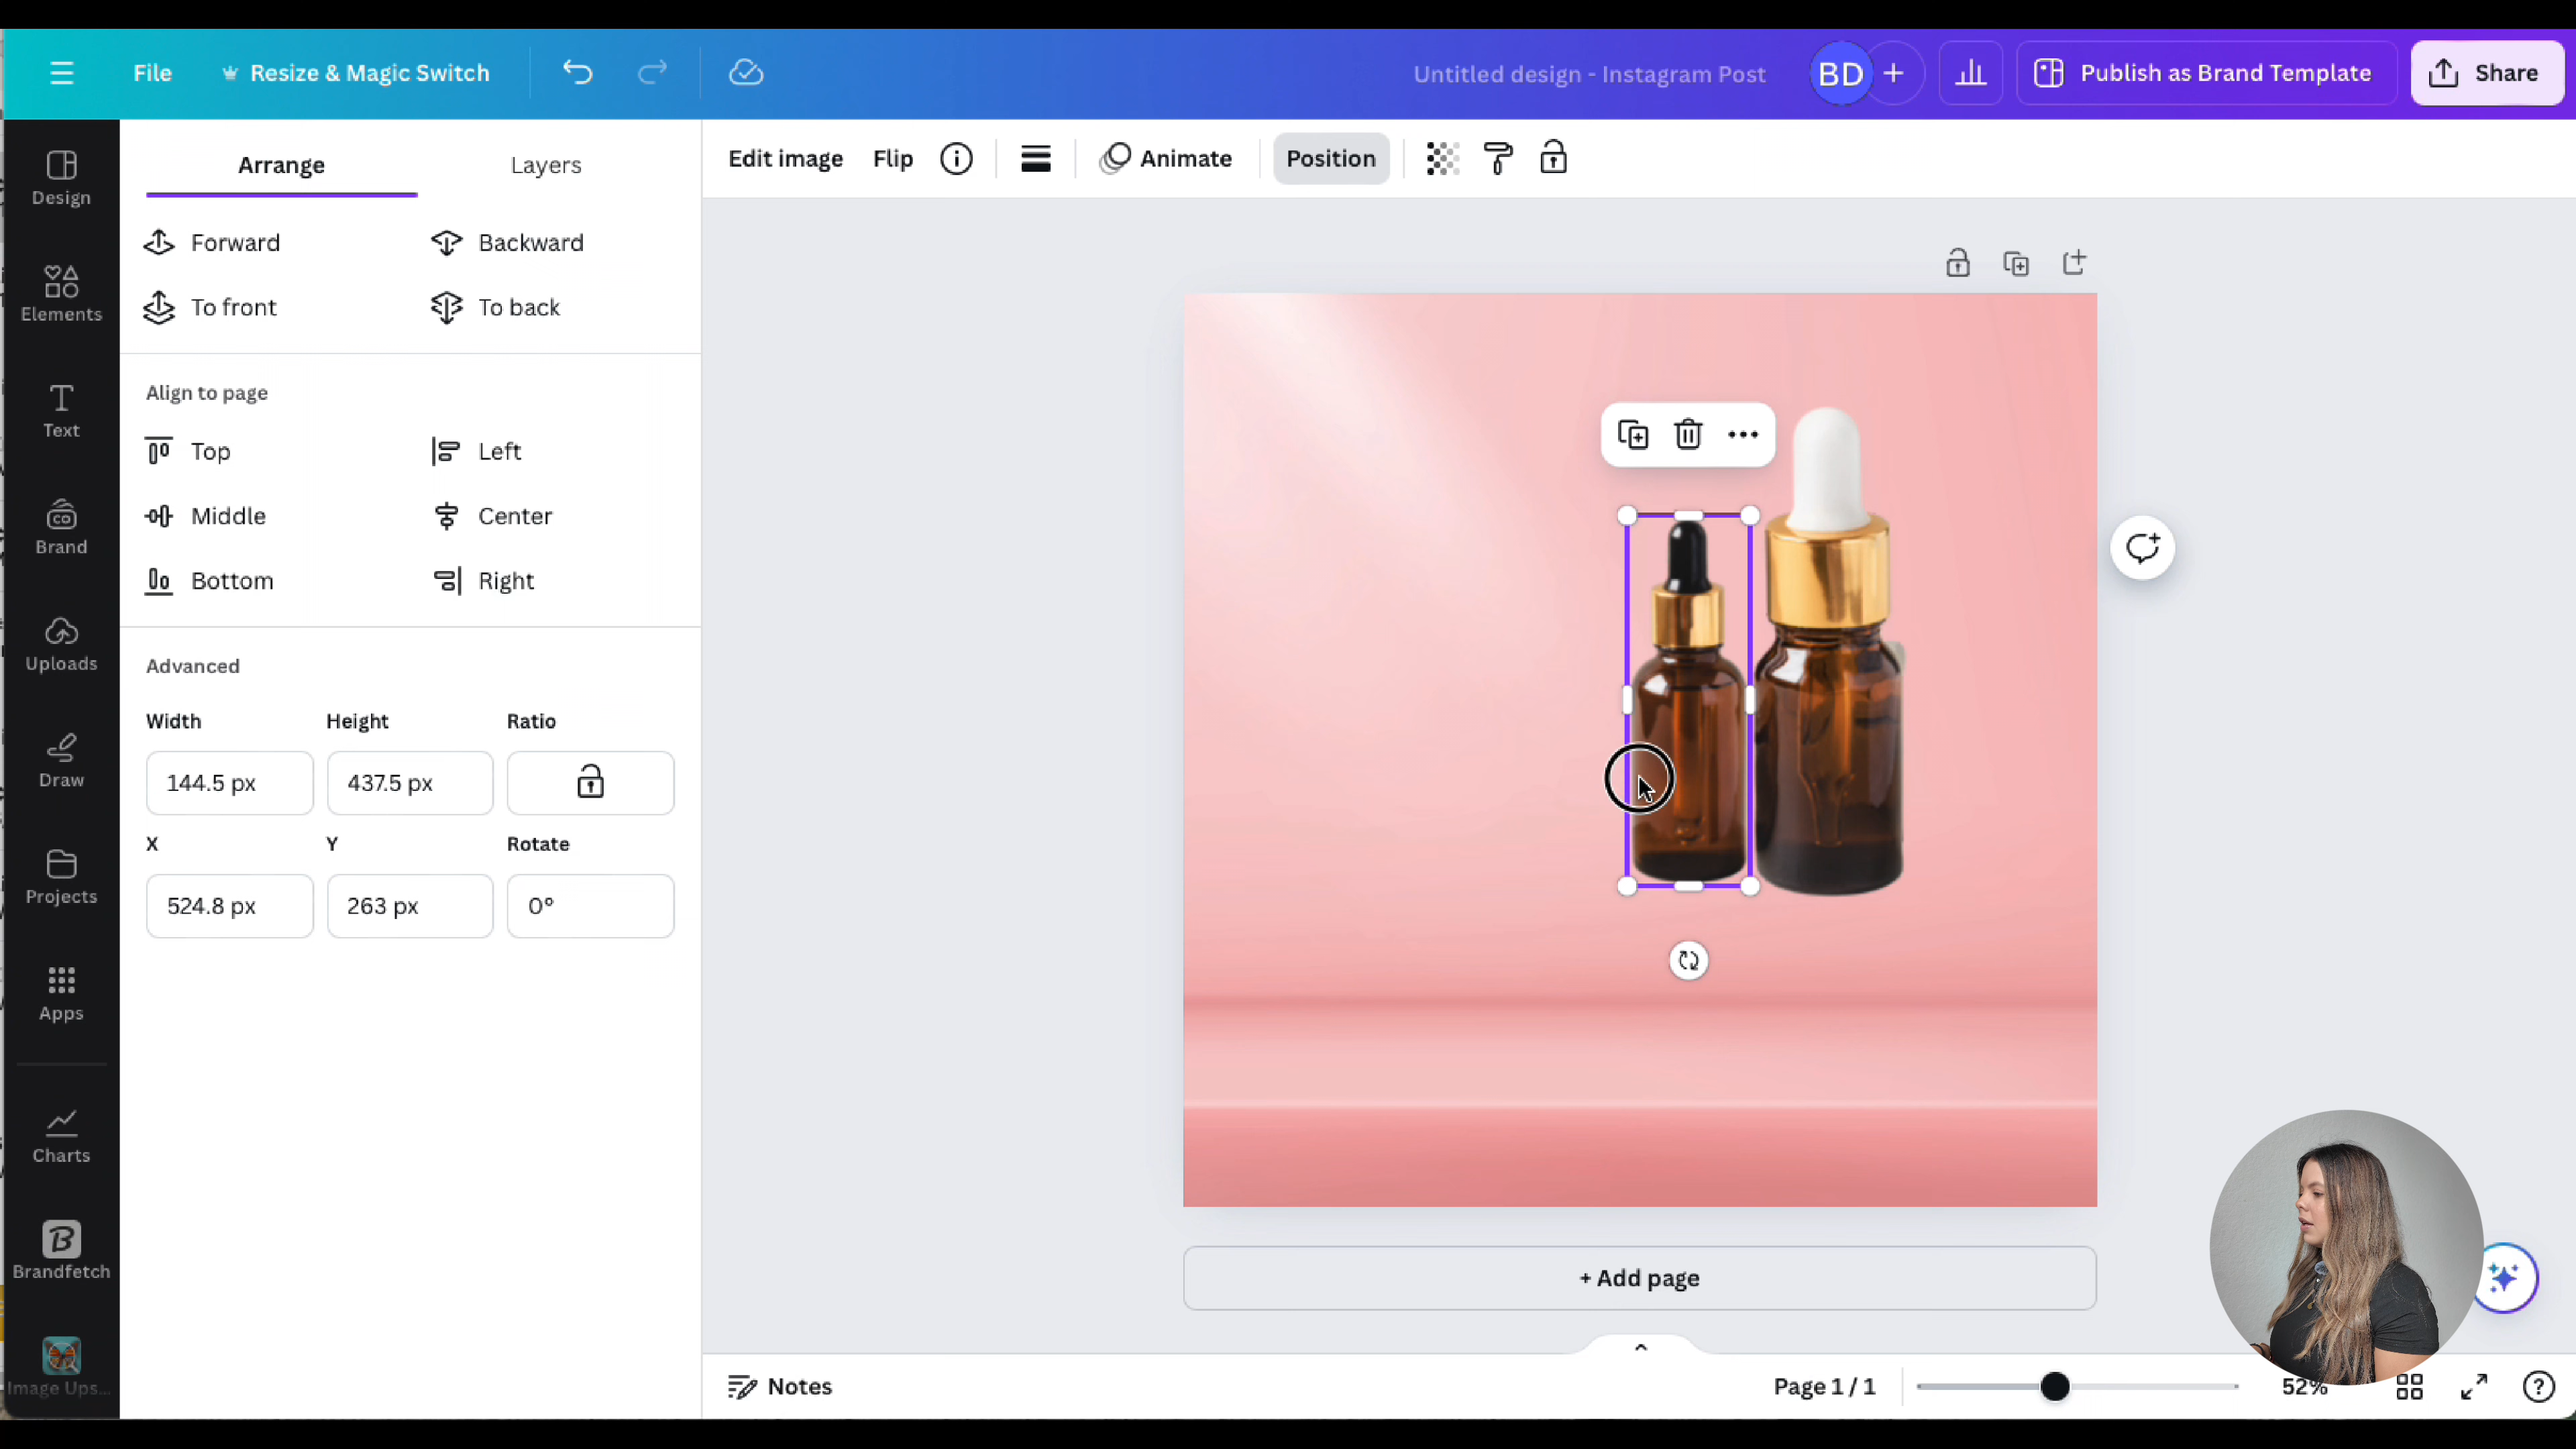 File
Resize & Magic Switch
Untitled design - Instagram Post
BD
Publish as Brand Template
Share
Design
Elements
Text
Brand
Uploads
Draw
Projects
Apps
Charts
Brandfetch
Image Ups...
Arrange
Layers
Forward
Backward
To front
To back
Align to page
Top
Left
Middle
Center
Bottom
Right
Advanced
Width
Height
Ratio
144.5 px
437.5 px
X
Y
Rotate
524.8 px
263 px
0°
Edit image
Flip
Animate
Position
+ Add page
Notes
Page 1 / 1
52%